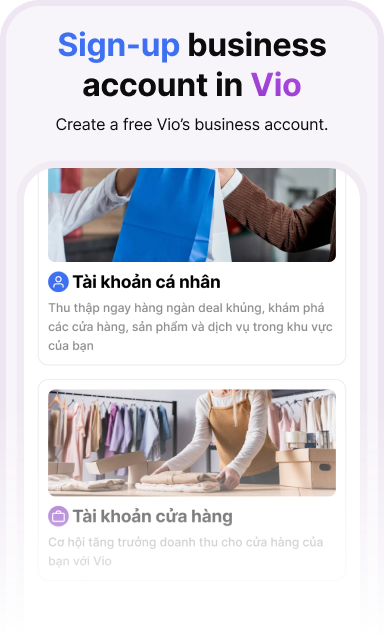 Sign-up business
account in Vio
Create a free Vio’s business account.
Tài khoản cá nhân
Thu thập ngay hàng ngàn deal khủng, khám phá
các cửa hàng, sản phẩm và dịch vụ trong khu vực
của bạn
Tài khoản cửa hàng
Cơ hội tăng trưởng doanh thu cho cửa hàng của
bạn với Vio